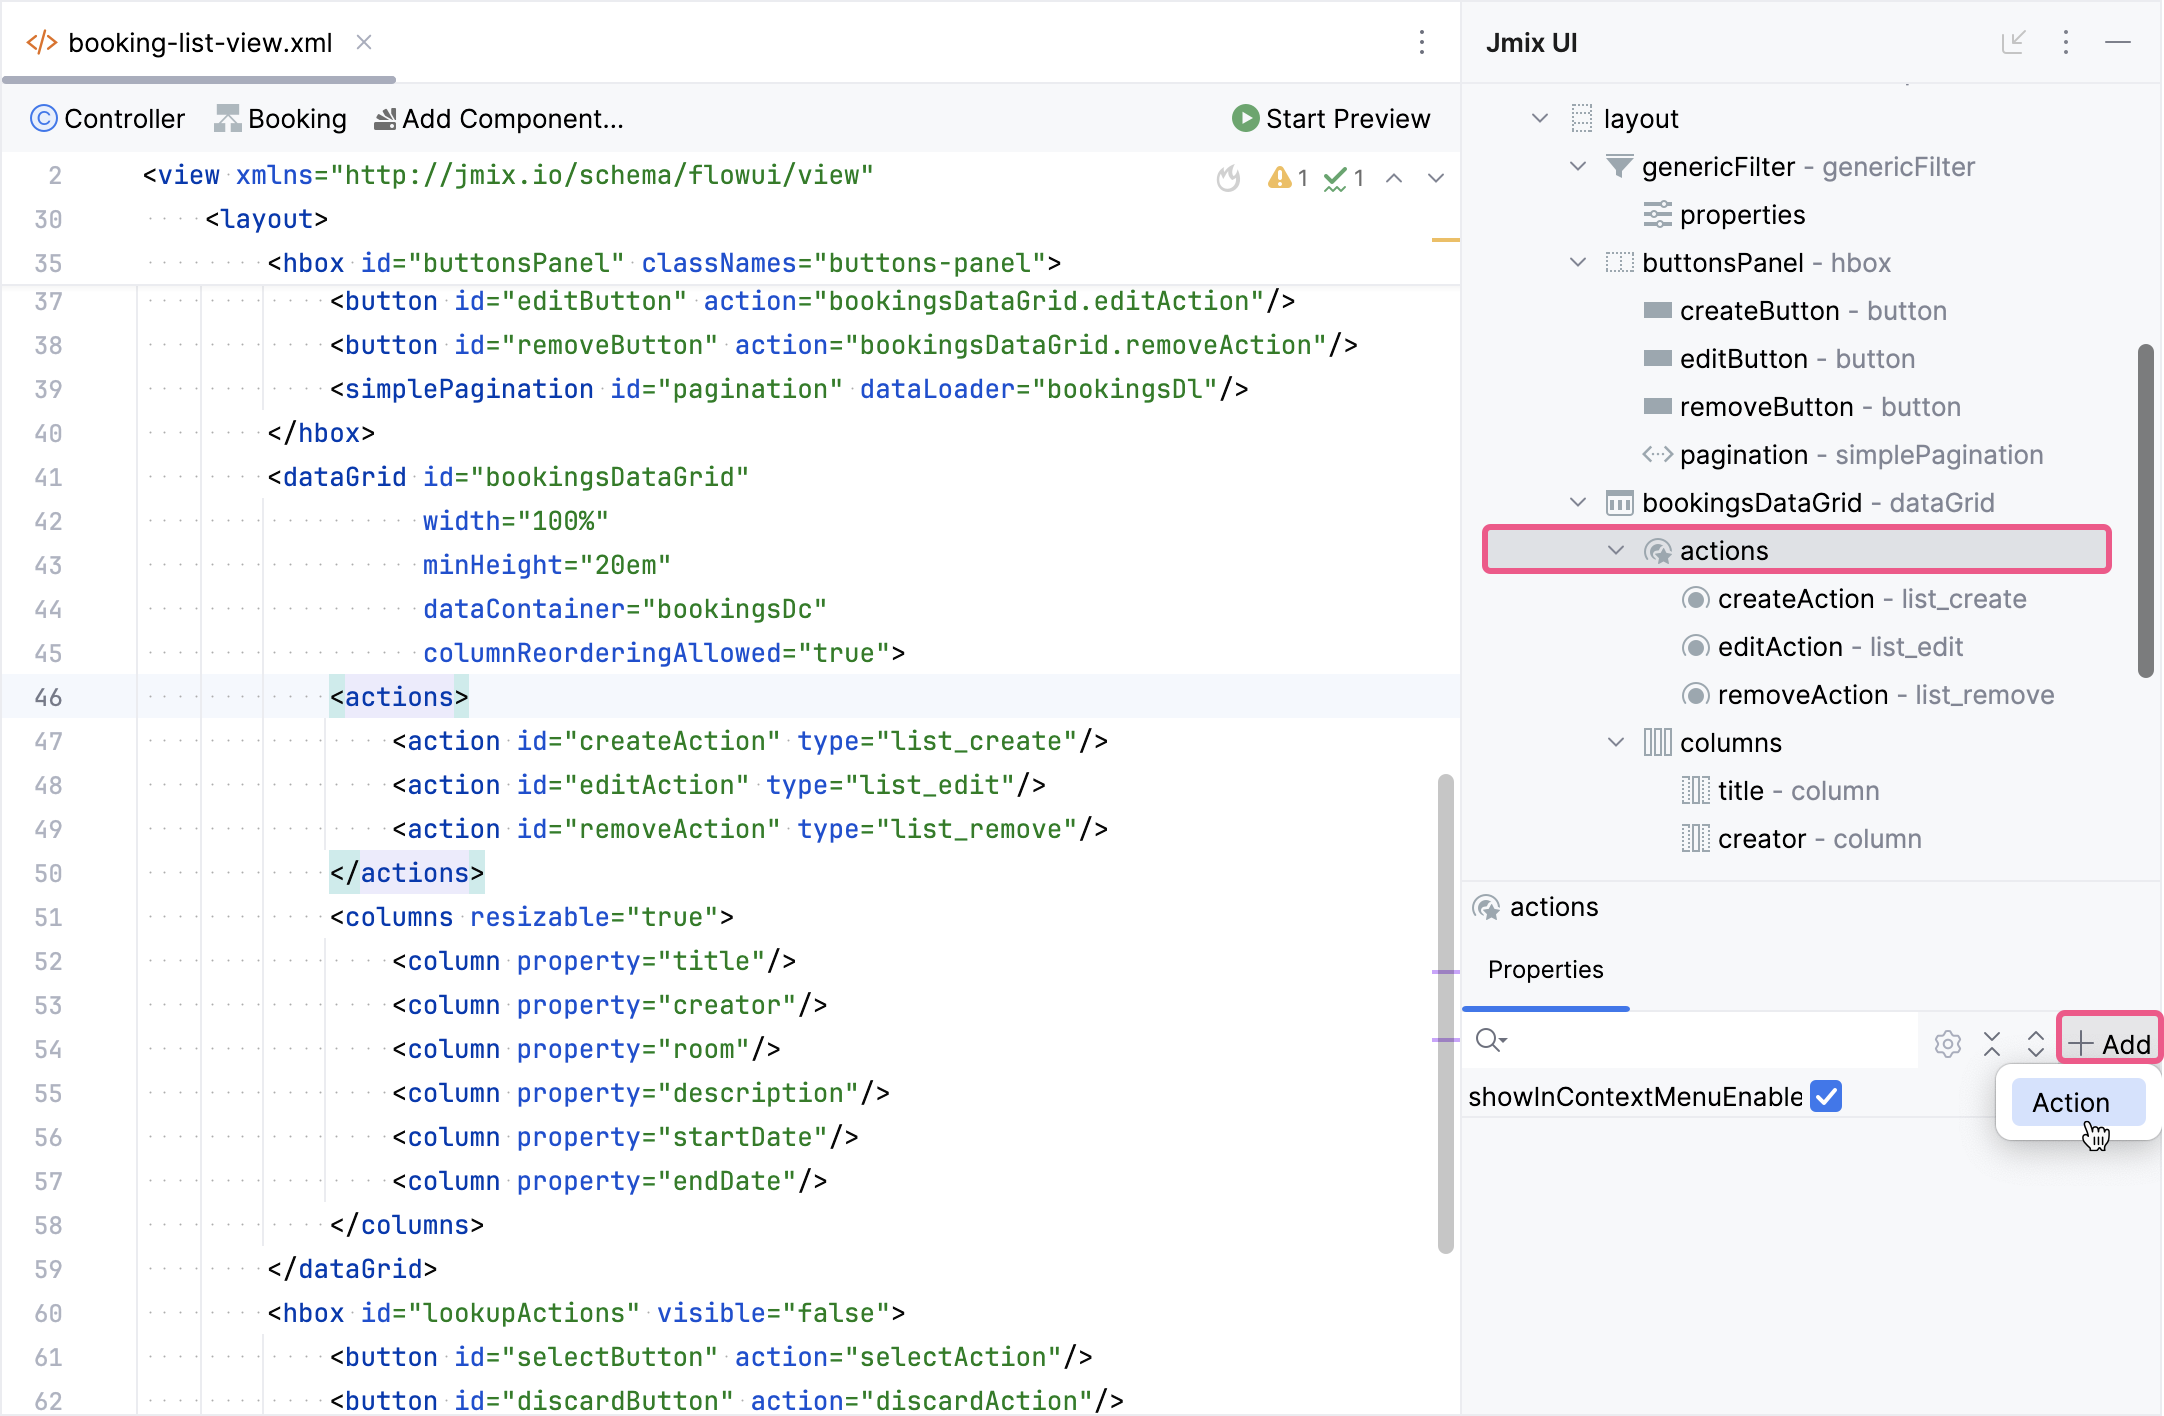 booking-list-view.xml
Controller Booking Add Component... Start Preview
1 1
2 <view xmlns="http://jmix.io/schema/flowui/view"
30 <layout>
35 <hbox id="buttonsPanel" classNames="buttons-panel">
37 <button id="editButton" action="bookingsDataGrid.editAction"/>
38 <button id="removeButton" action="bookingsDataGrid.removeAction"/>
39 <simplePagination id="pagination" dataLoader="bookingsDl"/>
40 </hbox>
41 <dataGrid id="bookingsDataGrid"
42 width="100%"
43 minHeight="20em"
44 dataContainer="bookingsDc"
45 columnReorderingAllowed="true">
46 <actions>
47 <action id="createAction" type="list_create"/>
48 <action id="editAction" type="list_edit"/>
49 <action id="removeAction" type="list_remove"/>
50 </actions>
51 <columns resizable="true">
52 <column property="title"/>
53 <column property="creator"/>
54 <column property="room"/>
55 <column property="description"/>
56 <column property="startDate"/>
57 <column property="endDate"/>
58 </columns>
59 </dataGrid>
60 <hbox id="lookupActions" visible="false">
61 <button id="selectButton" action="selectAction"/>
62 <button id="discardButton" action="discardAction"/>
Jmix UI
layout
genericFilter - genericFilter
properties
buttonsPanel - hbox
createButton - button
editButton - button
removeButton - button
pagination - simplePagination
bookingsDataGrid - dataGrid
actions
createAction - list_create
editAction - list_edit
removeAction - list_remove
columns
title - column
creator - column
actions
Properties
Add
showInContextMenuEnable
Action